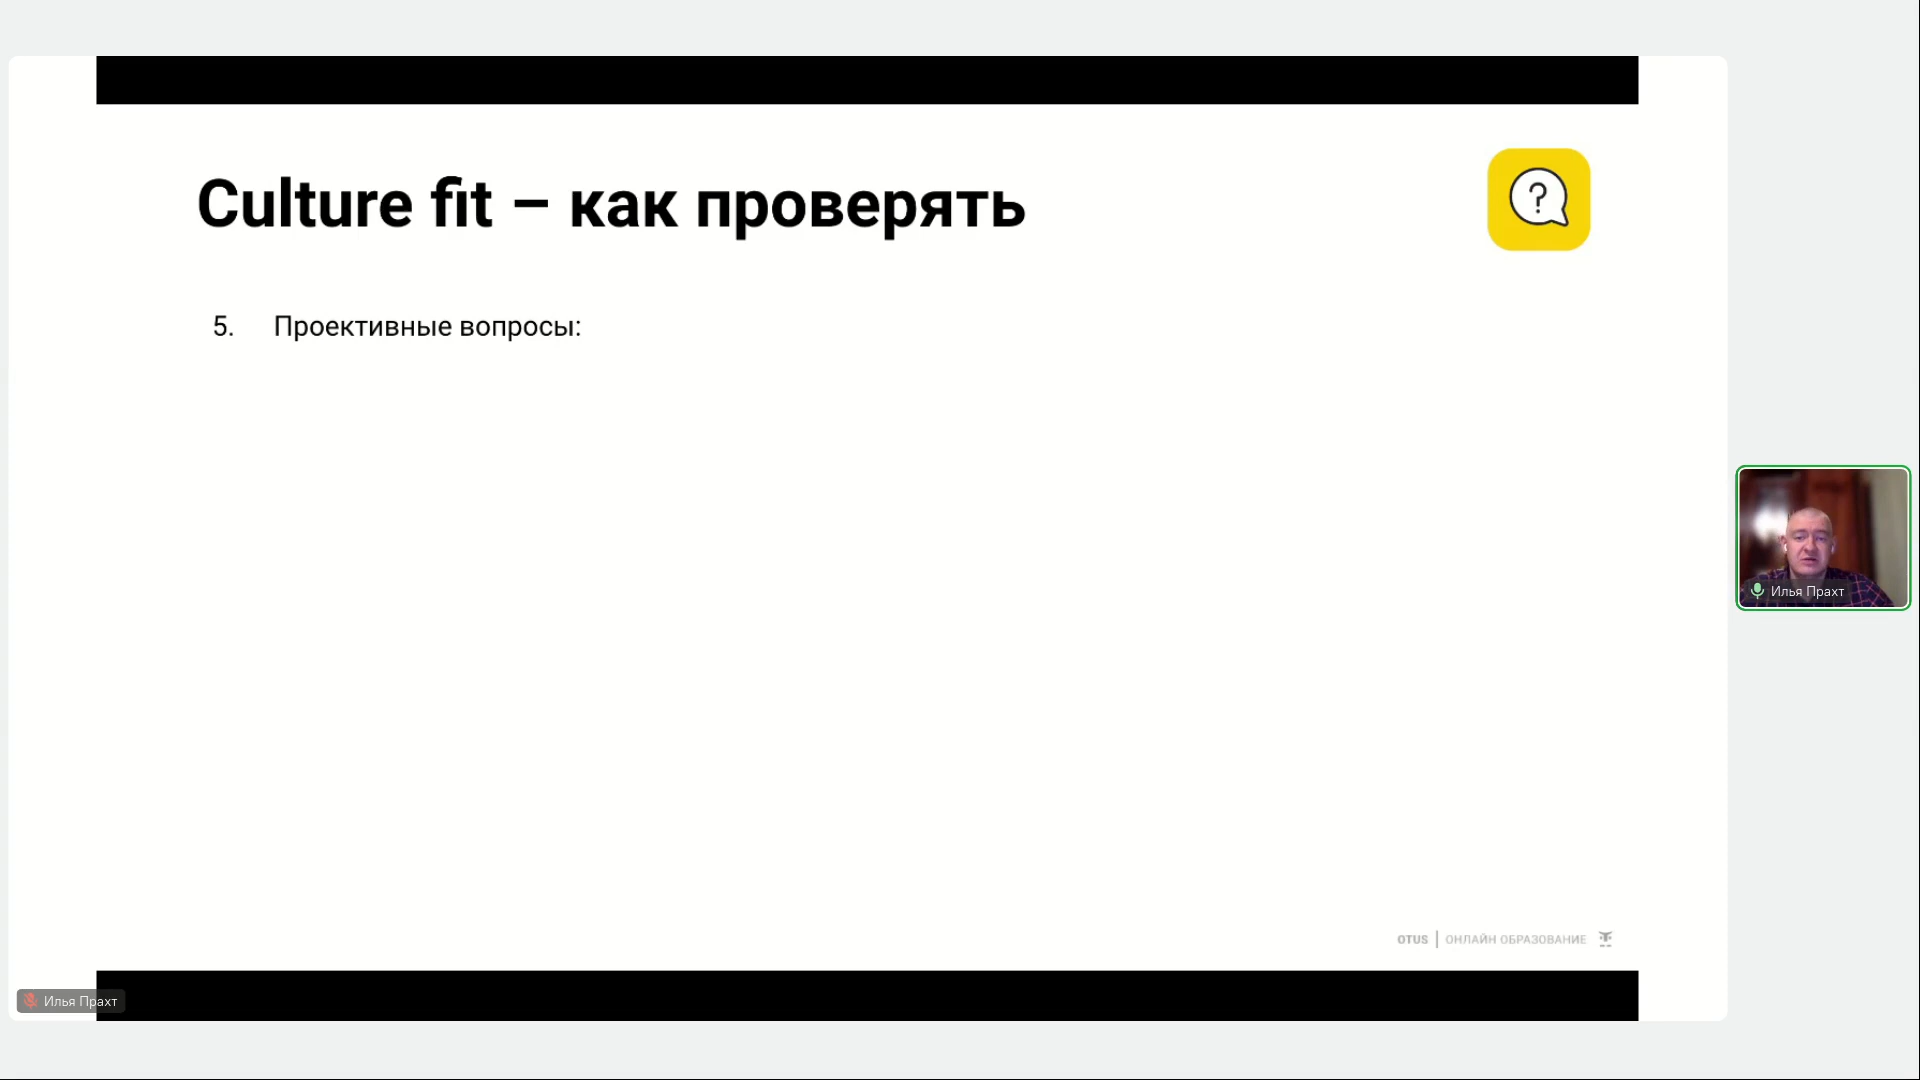 Culture fit – как проверять
?
5. Проективные вопросы:
Илья Прахт
OTUS | ОНЛАЙН ОБРАЗОВАНИЕ
Илья Прахт